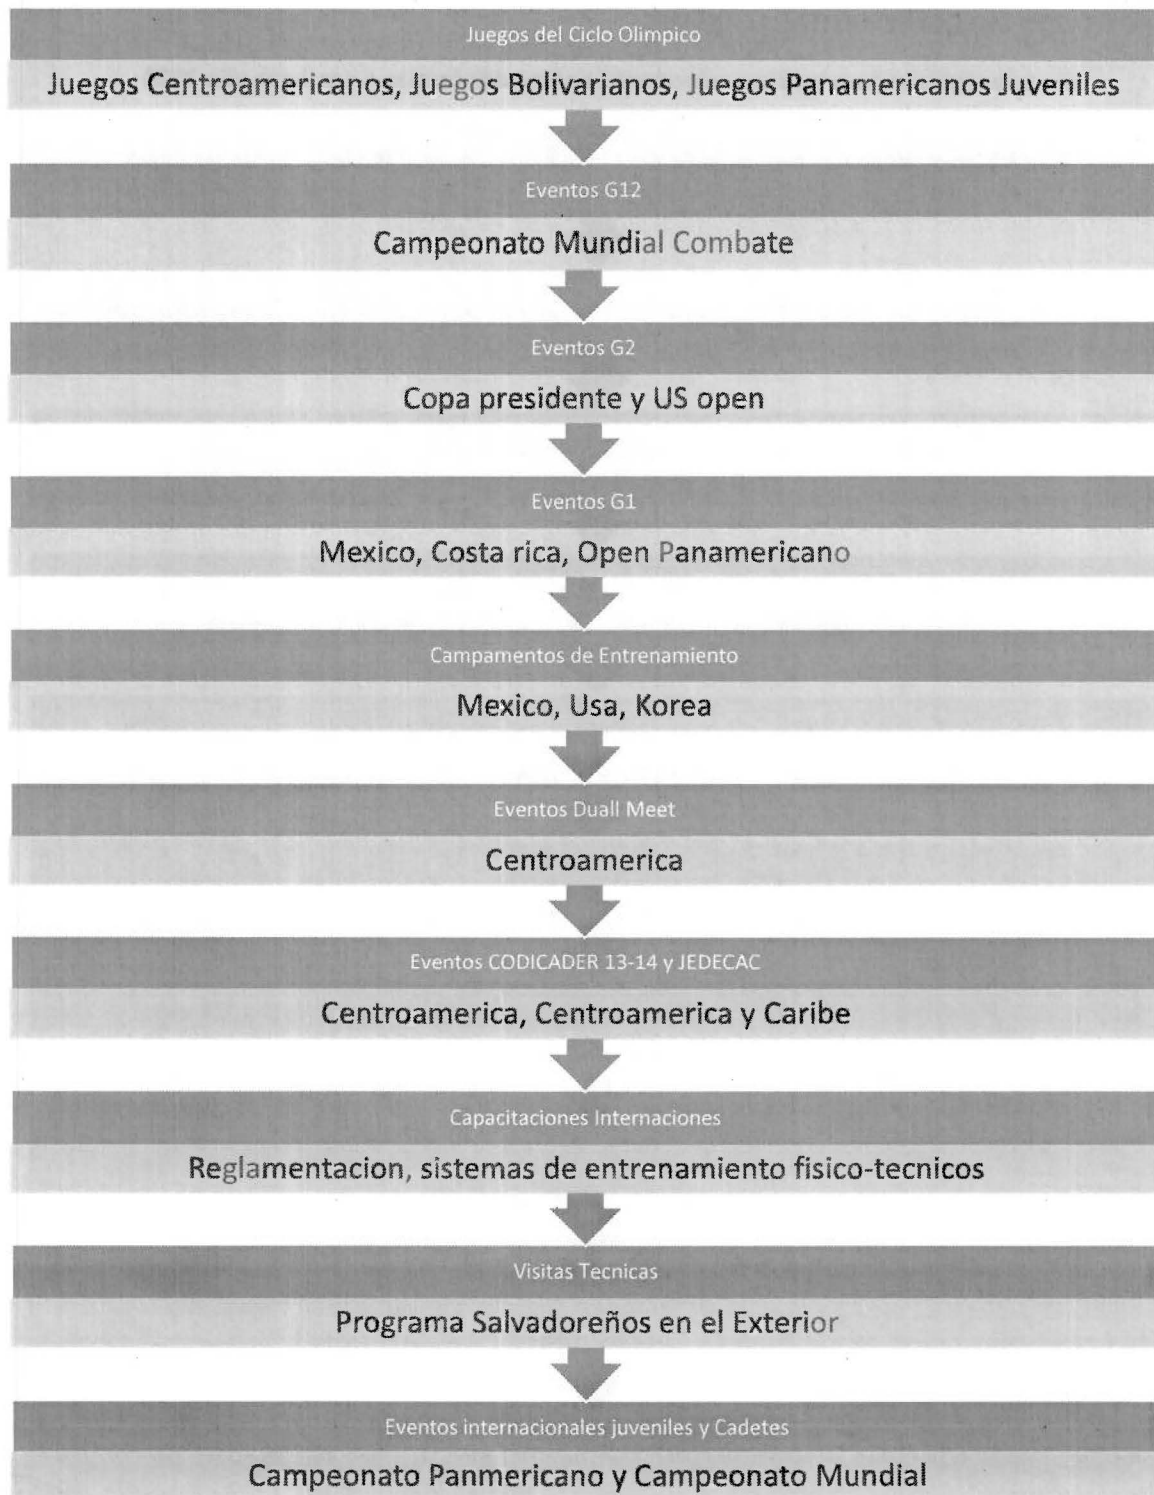 Juegos del Ciclo Olimpico
Juegos Centroamericanos, Juegos Bolivarianos, Juegos Panamericanos Juveniles
Eventos G12
Campeonato Mundial Combate
Eventos G2
Copa presidente y US open
Eventos G1
Mexico, Costa rica, Open Panamericano
Campamentos de Entrenamiento
Mexico, Usa, Korea
Eventos Duall Meet
Centroamerica
Eventos CODICADER 13-14 y JEDECAC
Centroamerica, Centroamerica y Caribe
Capacitaciones Internaciones
Reglamentacion, sistemas de entrenamiento fisico-tecnicos
Visitas Tecnicas
Programa Salvadoreños en el Exterior
Eventos internacionales juveniles y Cadetes
Campeonato Panmericano y Campeonato Mundial